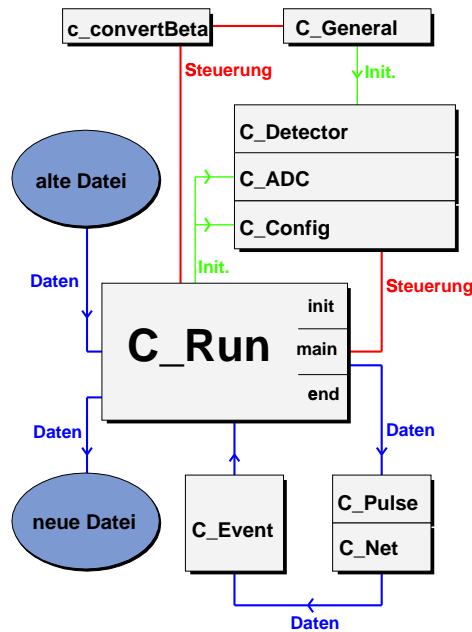 c_convertBeta
C_General
Steuerung
Init.
C_Detector
alte Datei
C_ADC
C_Config
Init.
Daten
Steuerung
init
C_Run
main
end
Daten
Daten
C_Pulse
neue Datei
C_Event
C_Net
Daten